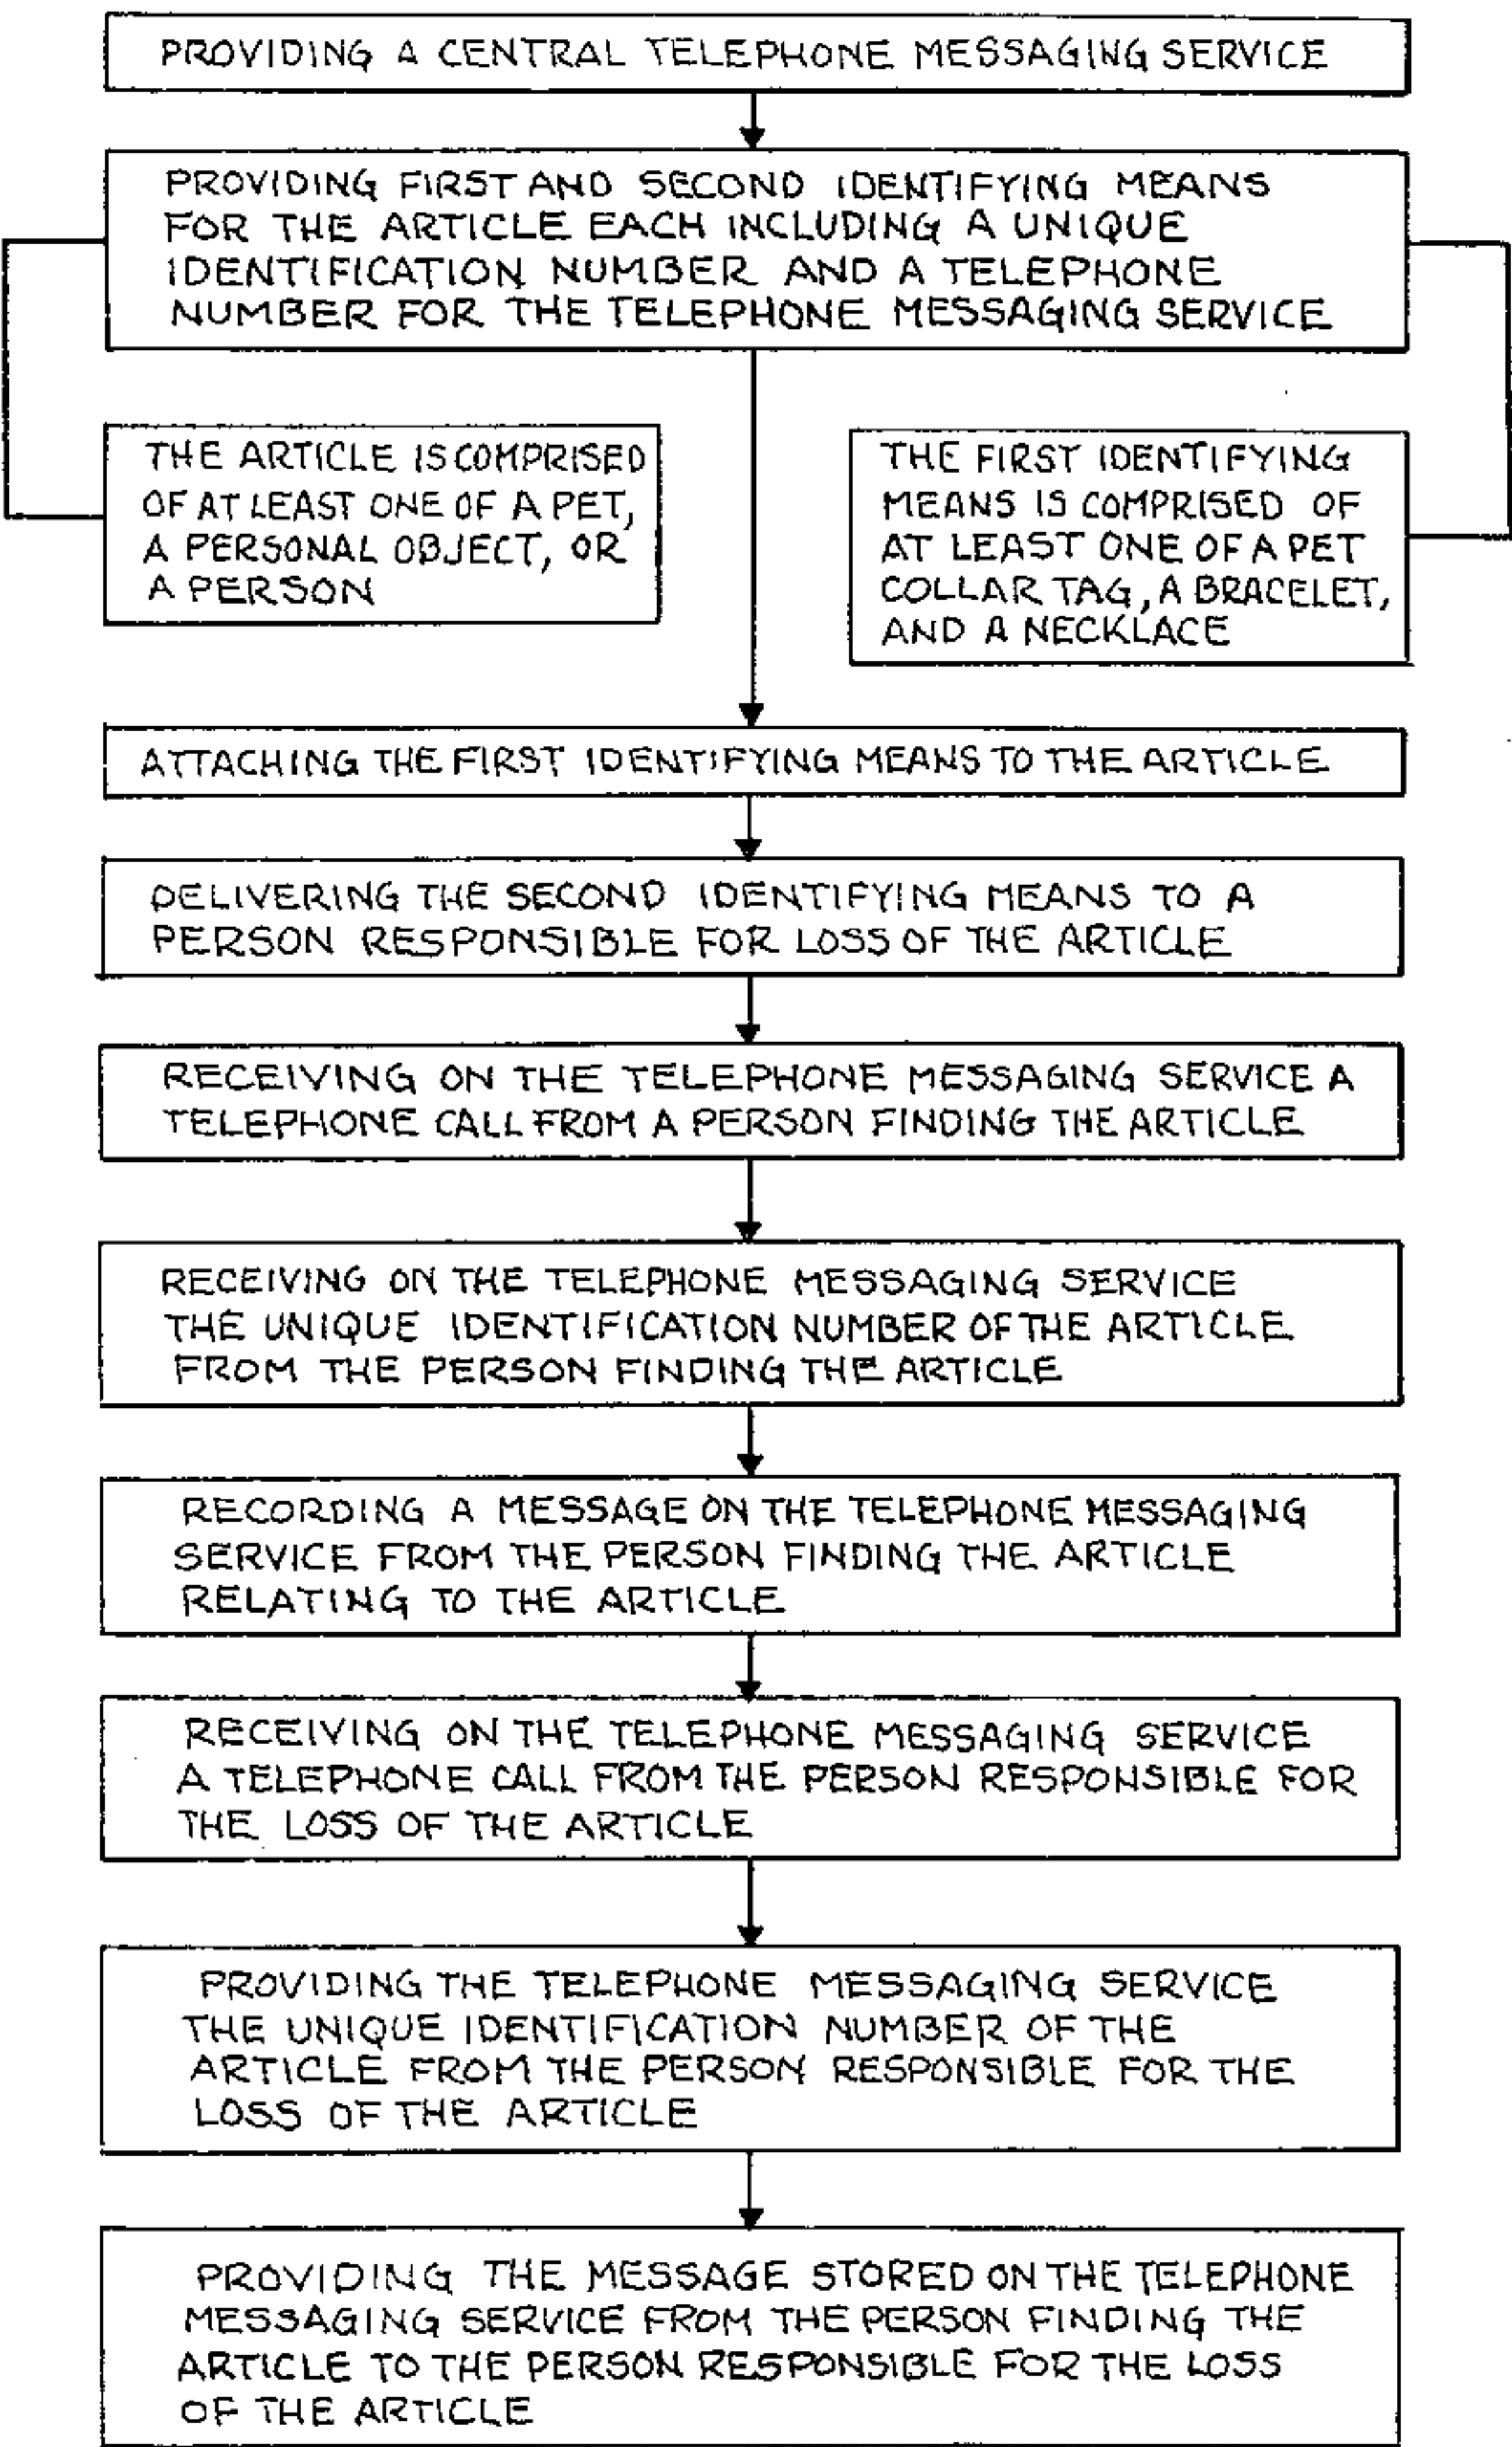 PROVIDING A CENTRAL TELEPHONE MESSAGING SERVICE
PROVIDING FIRST AND SECOND IDENTIFYING MEANS
FOR THE ARTICLE EACH INCLUDING A UNIQUE
IDENTIFICATION NUMBER AND A TELEPHONE
NUMBER FOR THE TELEPHONE MESSAGING SERVICE
THE ARTICLE IS COMPRISED
OF AT LEAST ONE OF A PET,
A PERSONAL OBJECT, OR
A PERSON
THE FIRST IDENTIFYING
MEANS IS COMPRISED OF
AT LEAST ONE OF A PET
COLLAR TAG, A BRACELET,
AND A NECKLACE
ATTACHING THE FIRST IDENTIFYING MEANS TO THE ARTICLE
DELIVERING THE SECOND IDENTIFYING MEANS TO A
PERSON RESPONSIBLE FOR LOSS OF THE ARTICLE
RECEIVING ON THE TELEPHONE MESSAGING SERVICE A
TELEPHONE CALL FROM A PERSON FINDING THE ARTICLE
RECEIVING ON THE TELEPHONE MESSAGING SERVICE
THE UNIQUE IDENTIFICATION NUMBER OF THE ARTICLE
FROM THE PERSON FINDING THE ARTICLE
RECORDING A MESSAGE ON THE TELEPHONE MESSAGING
SERVICE FROM THE PERSON FINDING THE ARTICLE
RELATING TO THE ARTICLE
RECEIVING ON THE TELEPHONE MESSAGING SERVICE
A TELEPHONE CALL FROM THE PERSON RESPONSIBLE FOR
THE LOSS OF THE ARTICLE
PROVIDING THE TELEPHONE MESSAGING SERVICE
THE UNIQUE IDENTIFICATION NUMBER OF THE
ARTICLE FROM THE PERSON RESPONSIBLE FOR THE
LOSS OF THE ARTICLE
PROVIDING THE MESSAGE STORED ON THE TELEPHONE
MESSAGING SERVICE FROM THE PERSON FINDING THE
ARTICLE TO THE PERSON RESPONSIBLE FOR THE LOSS
OF THE ARTICLE